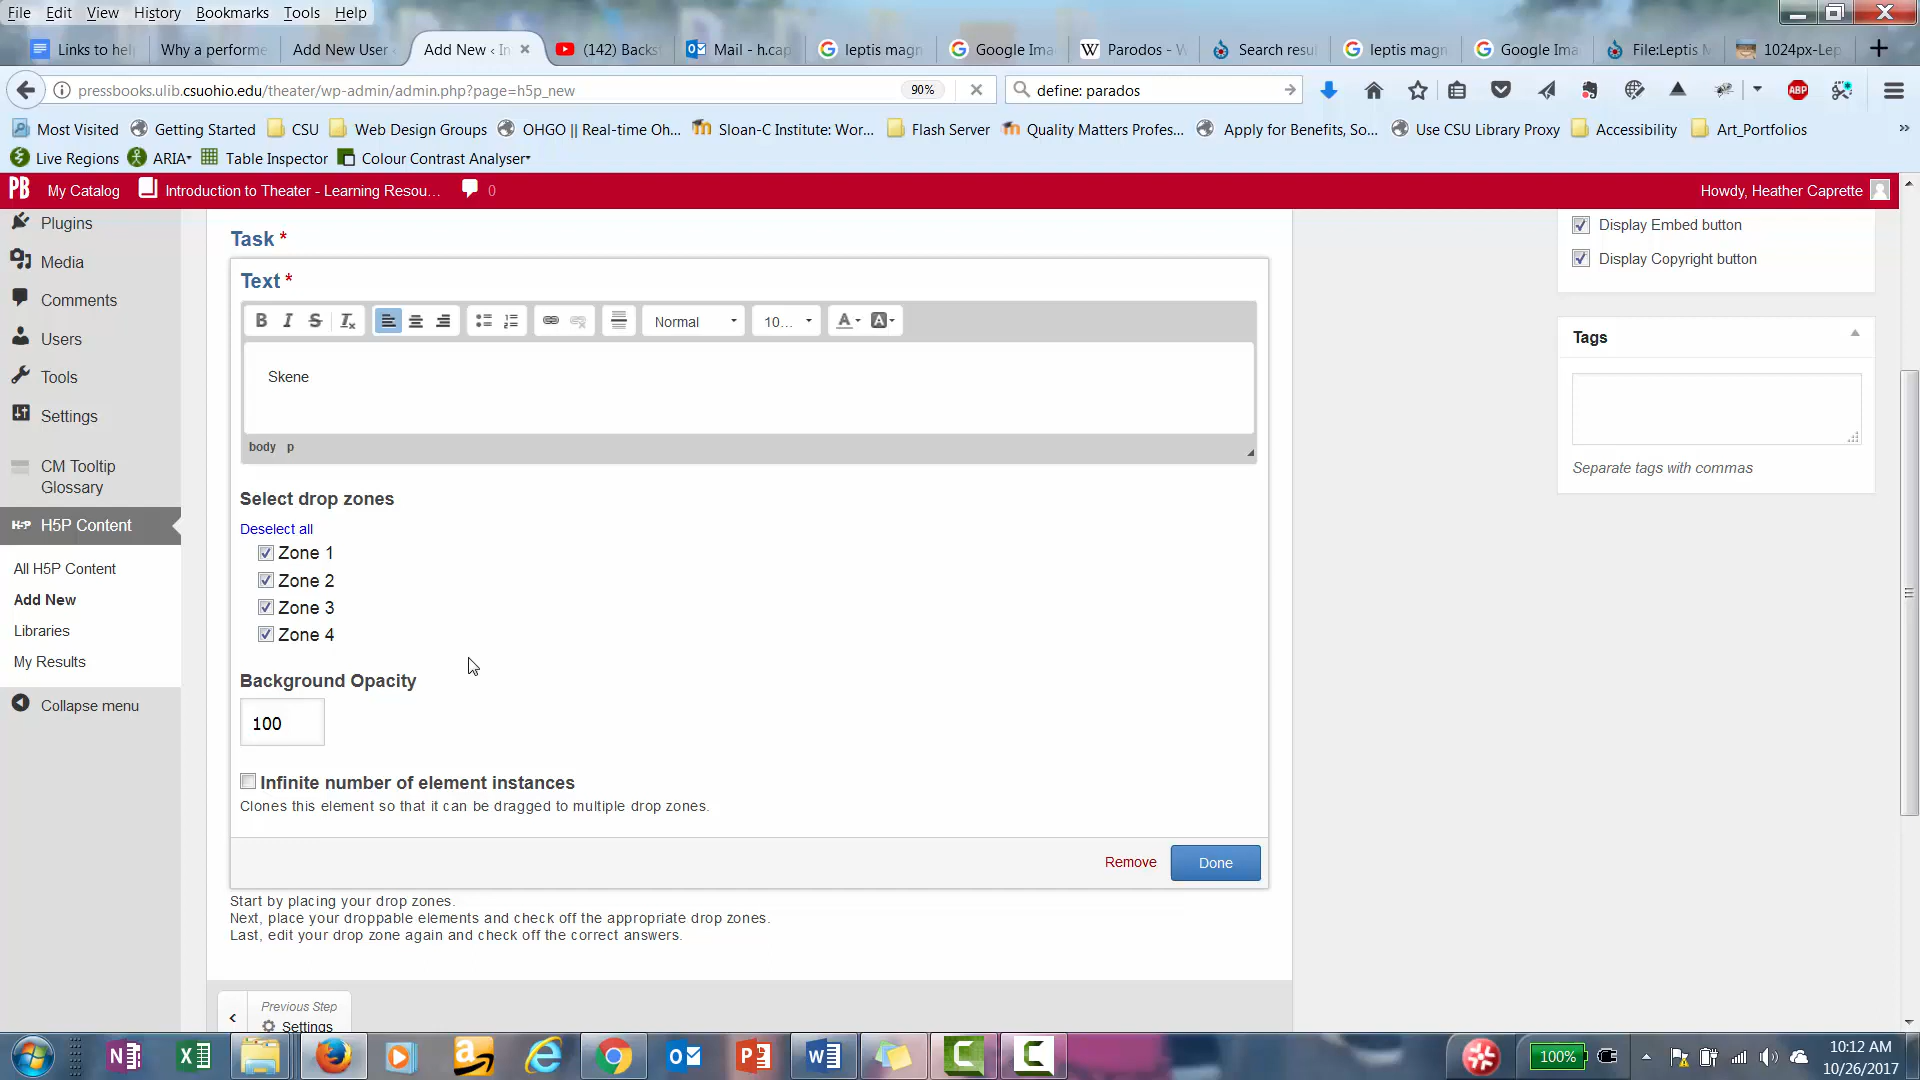 File Edit View History Bookmarks Tools Help
Links to hel Why a performe Add New User Add New ‹ In (142) Backs Mail - h.cap leptis magn Google Ima Parodos - W Search resul leptis magn Google Ima File:Leptis M 1024px-Lep
pressbooks.ulib.csuohio.edu/theater/wp-admin/admin.php?page=h5p_new 90% define: parados ABP
Most Visited Getting Started CSU Web Design Groups OHGO || Real-time Oh... Sloan-C Institute: Wor... Flash Server Quality Matters Profes... Apply for Benefits, So... Use CSU Library Proxy Accessibility Art_Portfolios
Live Regions ARIA Table Inspector Colour Contrast Analyser
PB My Catalog Introduction to Theater - Learning Resou... 0 Howdy, Heather Caprette
Plugins
Media
Comments
Users
Tools
Settings
CM Tooltip
Glossary
H5P Content
All H5P Content
Add New
Libraries
My Results
Collapse menu
Task *
Text *
B I S Tx Normal 10... A A
Skene
body p
Select drop zones
Deselect all
Zone 1
Zone 2
Zone 3
Zone 4
Background Opacity
100
Infinite number of element instances
Clones this element so that it can be dragged to multiple drop zones.
Remove Done
Start by placing your drop zones.
Next, place your droppable elements and check off the appropriate drop zones.
Last, edit your drop zone again and check off the correct answers.
Previous Step
Settings
Display Embed button
Display Copyright button
Tags
Separate tags with commas
100%
10:12 AM
10/26/2017